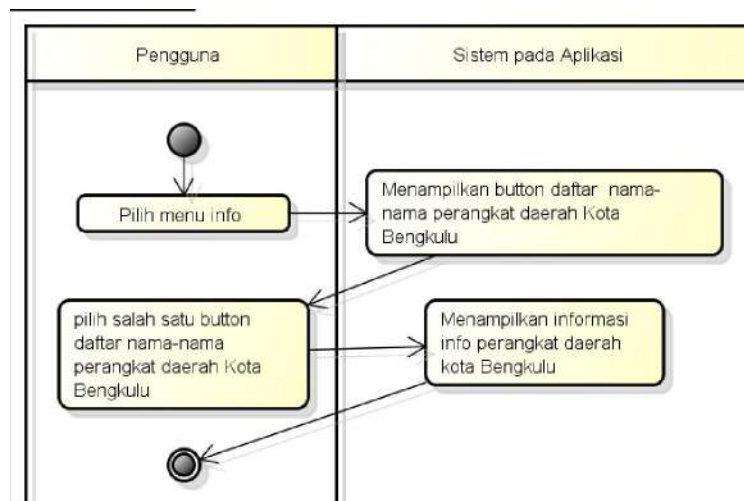 Pengguna
Sistem pada Aplikasi
Pilih menu info
Menampilkan button daftar nama-
nama perangkat daerah Kota
Bengkulu
pilih salah satu button
daftar nama-nama
perangkat daerah Kota
Bengkulu
Menampilkan informasi
info perangkat daerah
kota Bengkulu